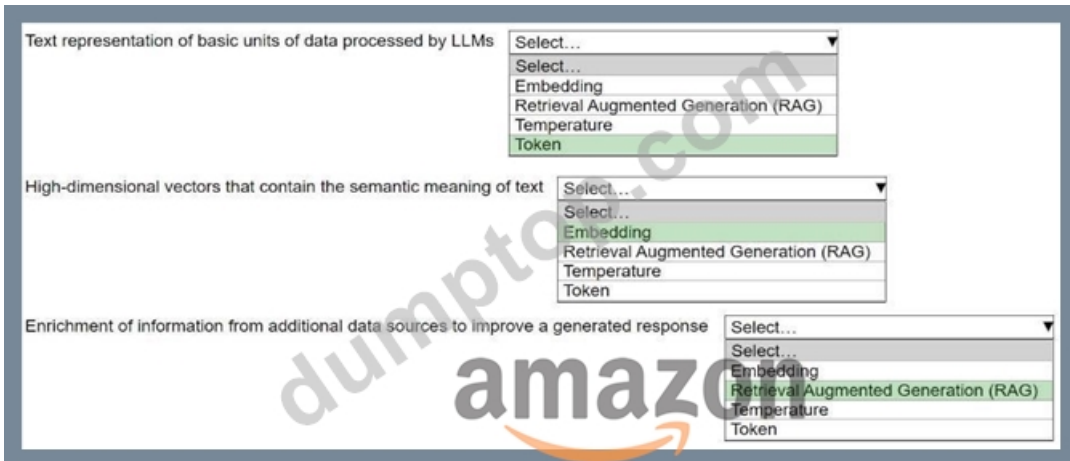 Text representation of basic units of data processed by LLMs Select...
Select...
Embedding
Retrieval Augmented Generation (RAG)
Temperature
Token
High-dimensional vectors that contain the semantic meaning of text Select...
Select...
Embedding
Retrieval Augmented Generation (RAG)
Temperature
Token
Enrichment of information from additional data sources to improve a generated response Select...
Select...
Embedding
Retrieval Augmented Generation (RAG)
Temperature
Token
dumptop.com
amazon